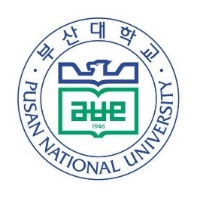 부산대학교
PUSAN NATIONAL UNIVERSITY
1946